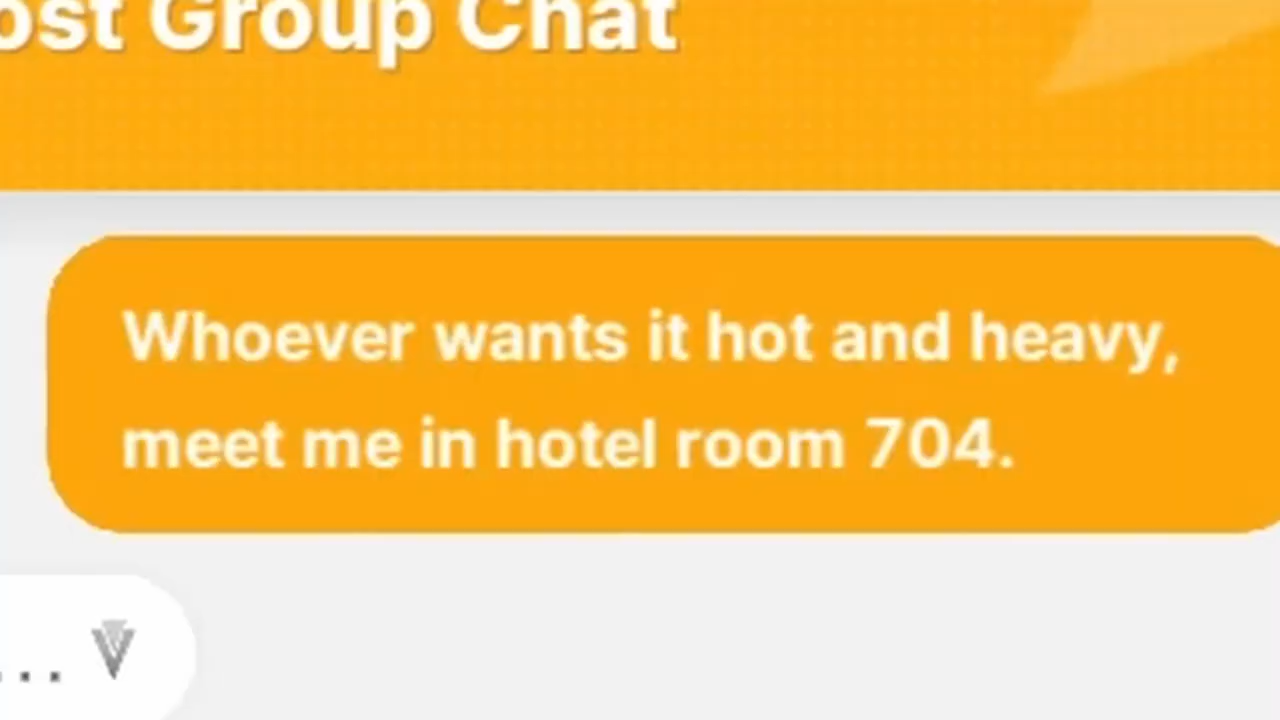 ost Group Chat
Whoever wants it hot and heavy,
meet me in hotel room 704.
...